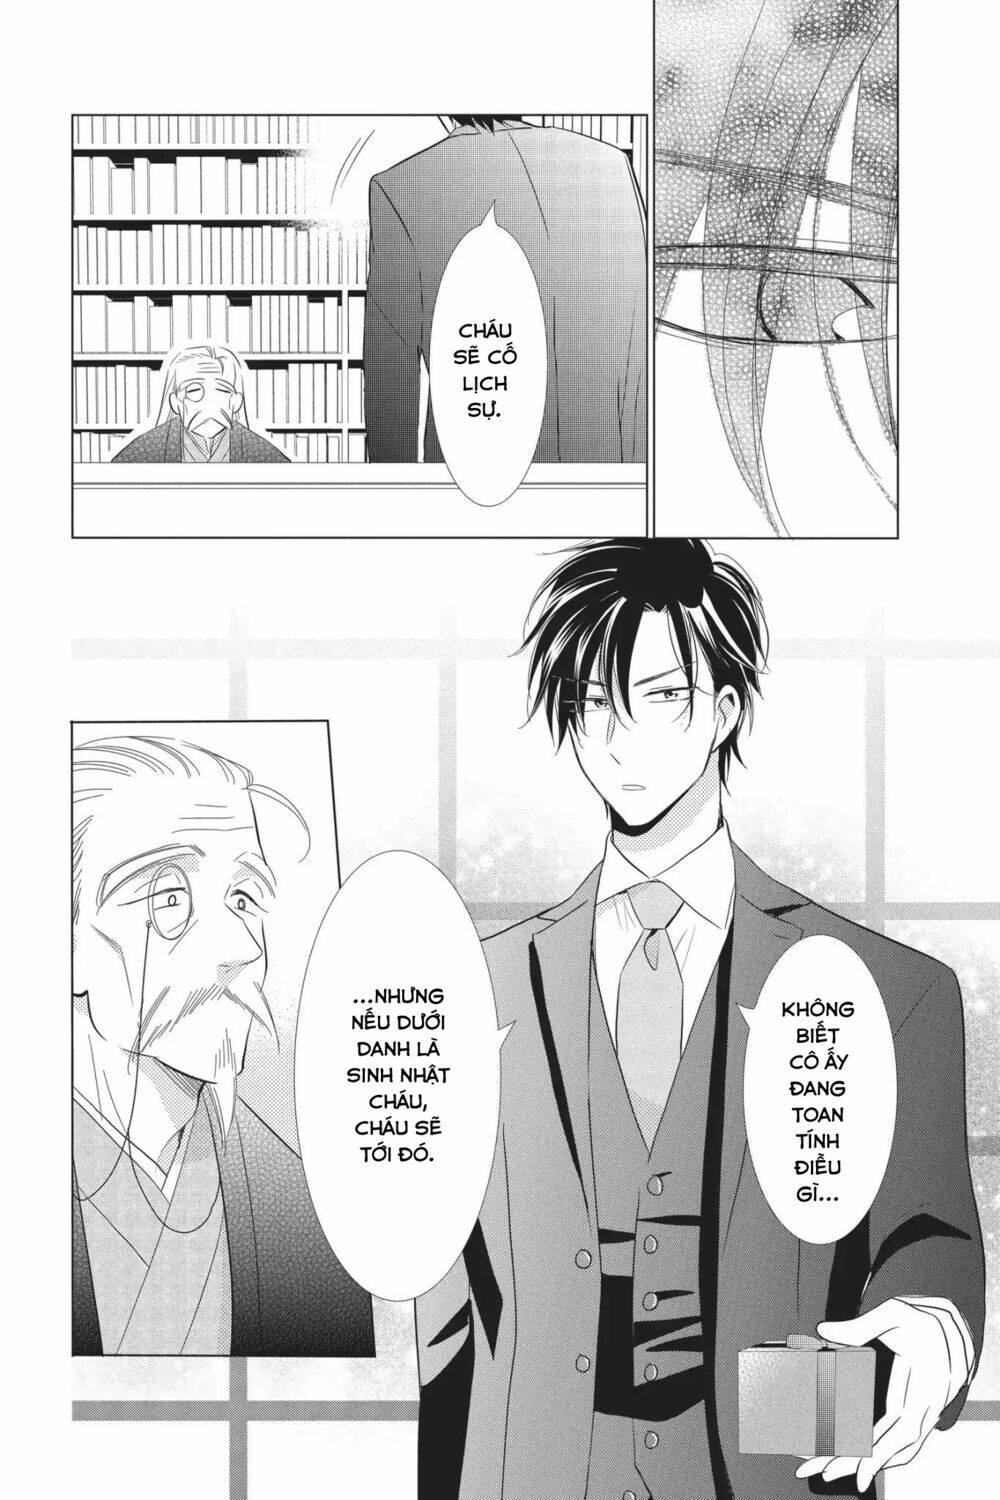 CHÁU
SẼ CỐ
LỊCH
SỰ.
KHÔNG
BIẾT
CÔ ẤY
ĐANG
TOAN
TÍNH
ĐIỀU
GÌ...
...NHƯNG
NẾU DƯỚI
DANH LÀ
SINH NHẬT
CHÁU,
CHÁU SẼ
TỚI ĐÓ.